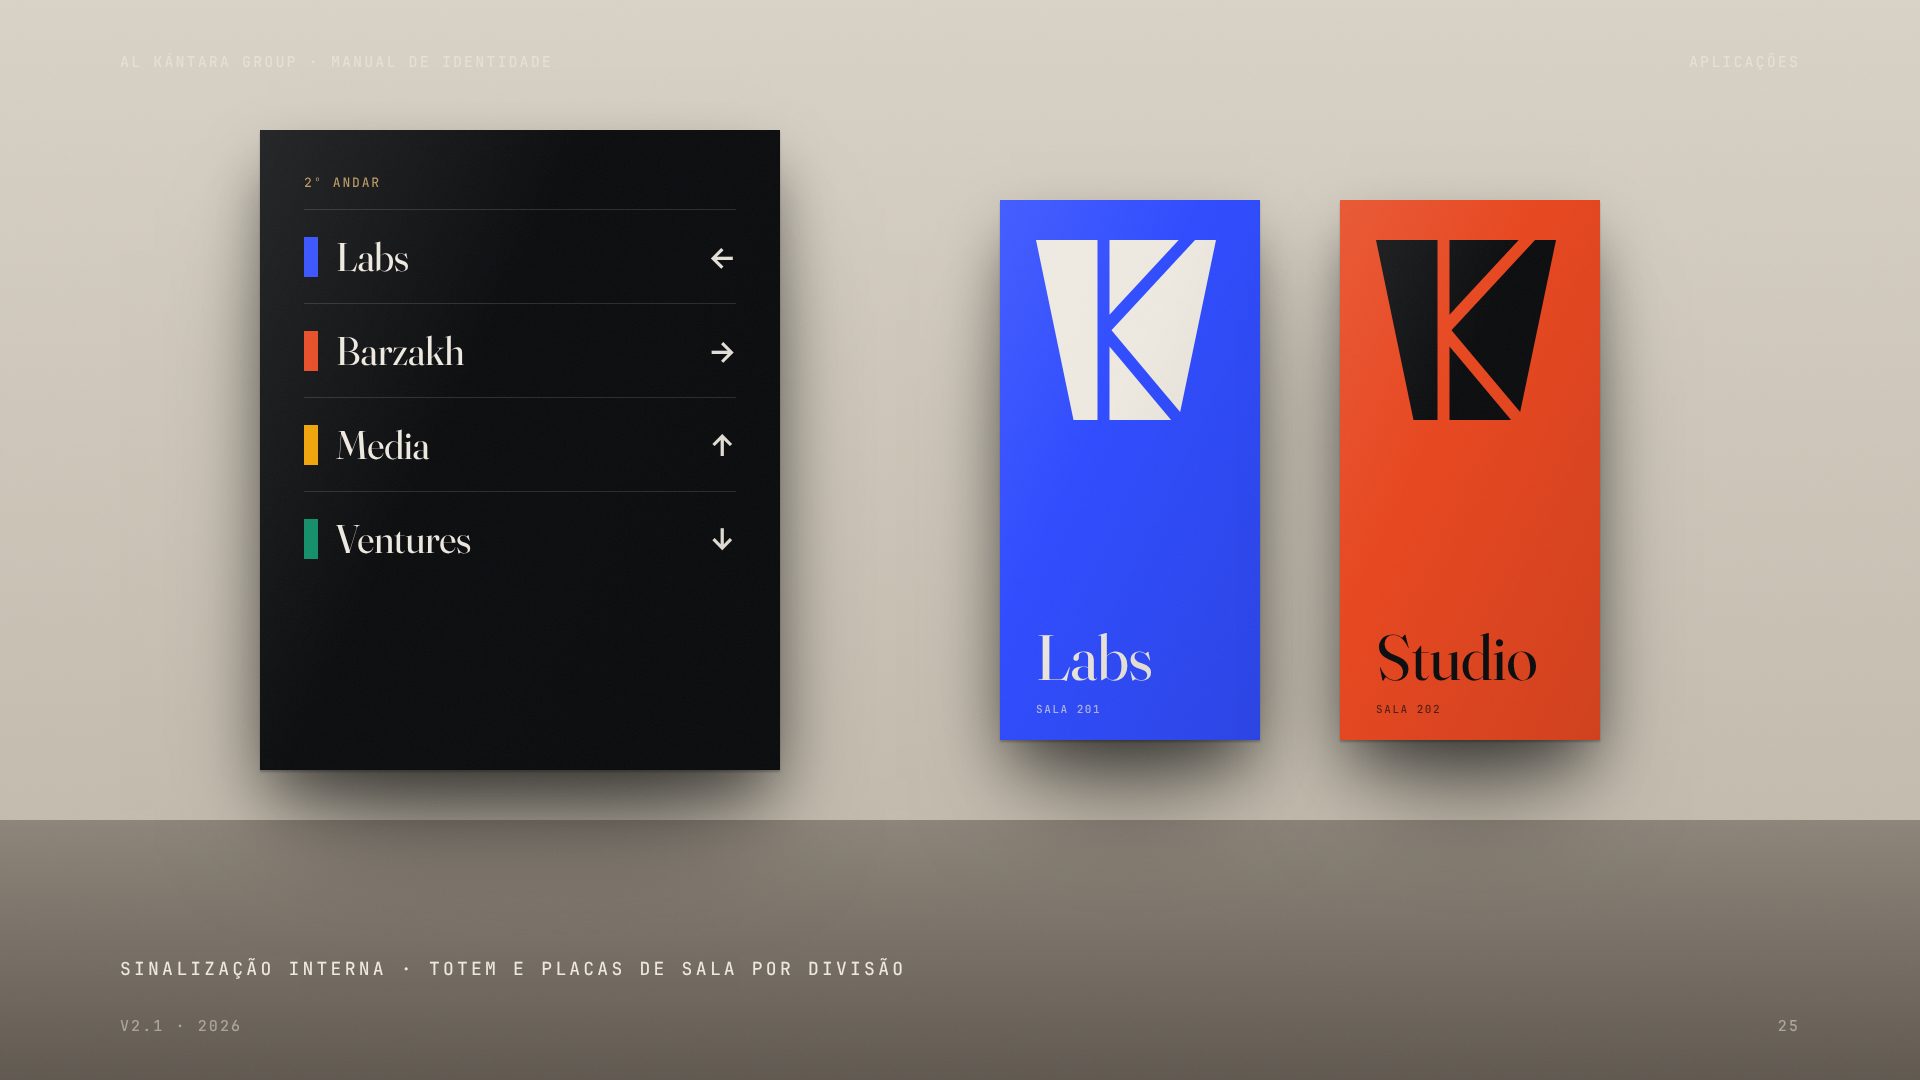 AL KÂNTARA GROUP · MANUAL DE IDENTIDADE
APLICAÇÕES
2° ANDAR
Labs ←
Barzakh →
Media ↑
Ventures ↓
K
Labs
SALA 201
K
Studio
SALA 202
SINALIZAÇÃO INTERNA · TOTEM E PLACAS DE SALA POR DIVISÃO
V2.1 · 2026
25